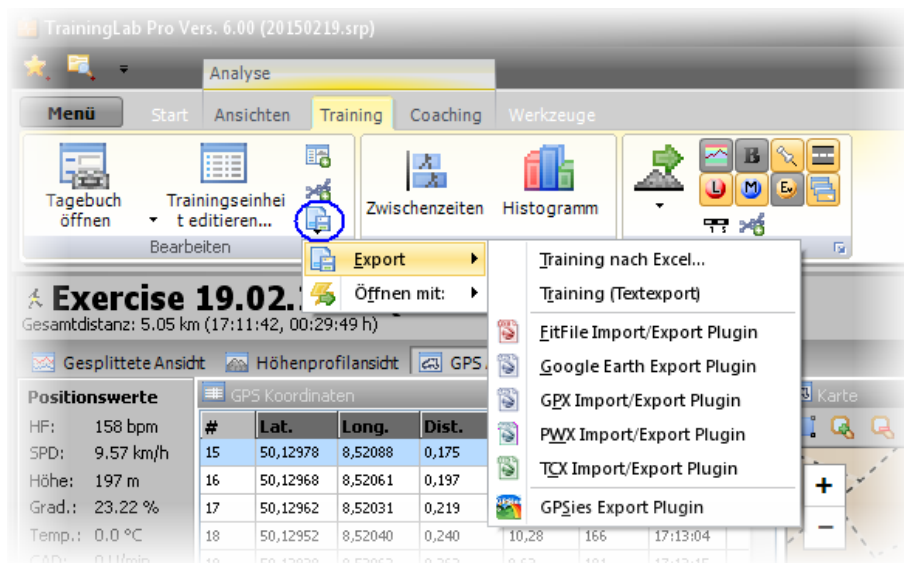 TrainingLab Pro Vers. 6.00 (20150219.srp)
Analyse
Menü Start Ansichten Training Coaching Werkzeuge
Tagebuch öffnen
Trainingseinhei
t editieren...
Zwischenzeiten Histogramm
B
L M Ev
Bearbeiten
Export
Öffnen mit:
Training nach Excel...
Training (Textexport)
FitFile Import/Export Plugin
Google Earth Export Plugin
GPX Import/Export Plugin
PWX Import/Export Plugin
TCX Import/Export Plugin
GPSies Export Plugin
Exercise 19.02.
Gesamtdistanz: 5.05 km (17:11:42, 00:29:49 h)
Gesplittete Ansicht Höhenprofilansicht GPS
Positionswerte GPS Koordinaten Karte
HF: 158 bpm # Lat. Long. Dist.
SPD: 9.57 km/h 15 50,12978 8,52088 0,175
Höhe: 197 m 16 50,12968 8,52061 0,197 +
Grad.: 23.22 % 17 50,12962 8,52031 0,219
Temp.: 0.0 °C 18 50,12952 8,52040 0,240 10,28 166 17:13:04 −